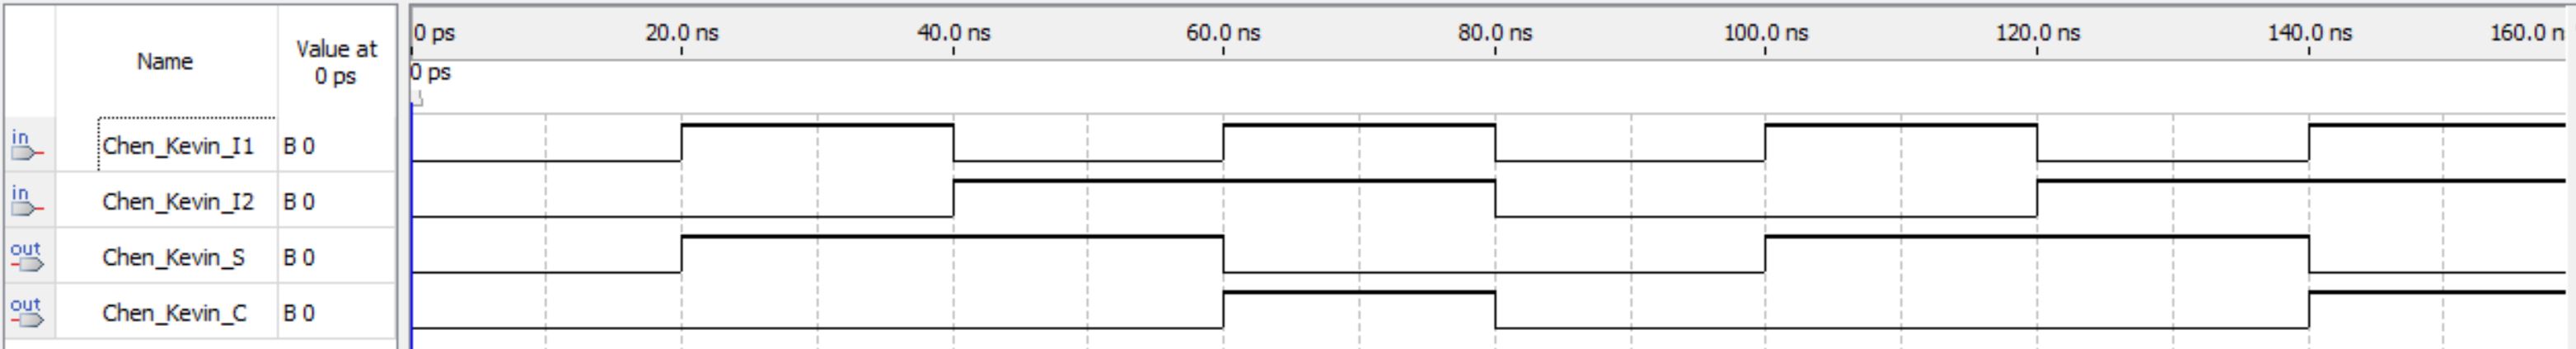 Name
Value at
0 ps
0 ps 20.0 ns 40.0 ns 60.0 ns 80.0 ns 100.0 ns 120.0 ns 140.0 ns 160.0 n
0 ps
in Chen_Kevin_I1 B 0
in Chen_Kevin_I2 B 0
out Chen_Kevin_S B 0
out Chen_Kevin_C B 0